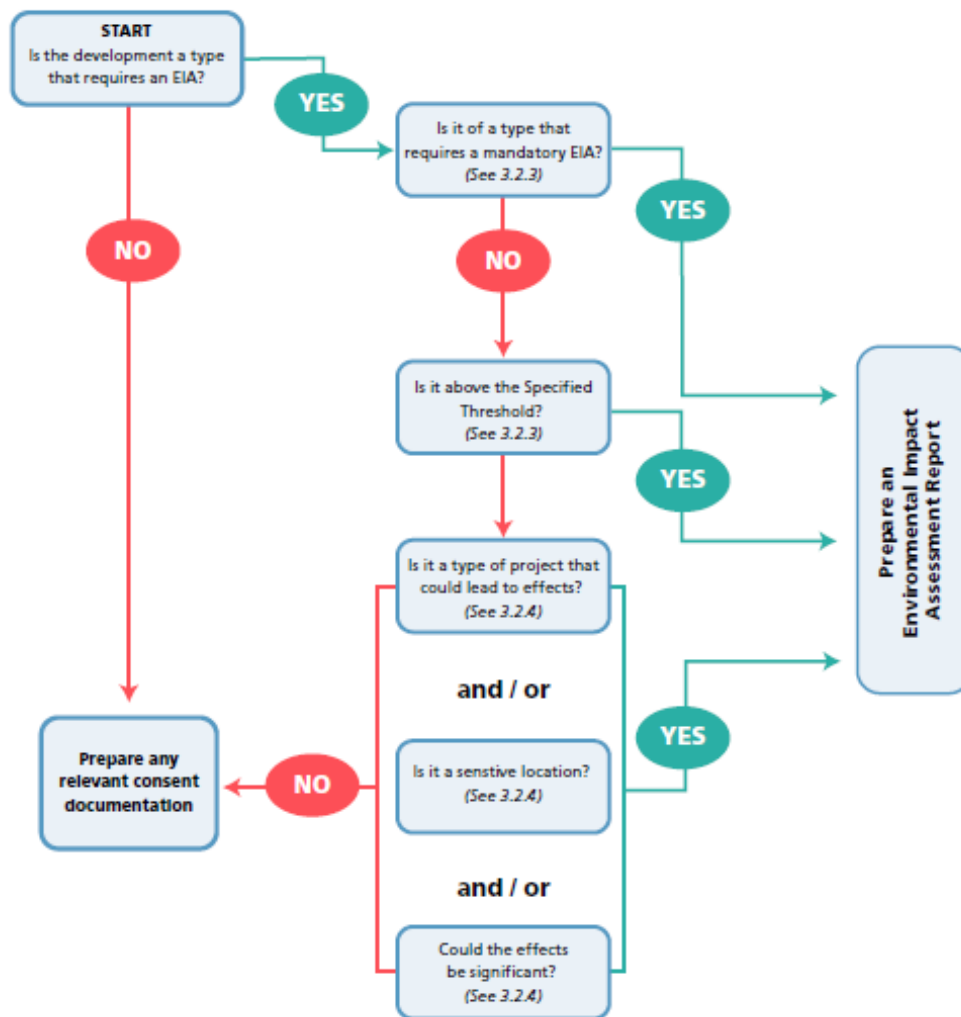 START
Is the development a type
that requires an EIA?
YES
Is it of a type that
requires a mandatory EIA?
(See 3.2.3)
YES
NO
NO
Is it above the Specified
Threshold?
(See 3.2.3)
YES
Prepare an
Environmental Impact
Assessment Report
Is it a type of project that
could lead to effects?
(See 3.2.4)
and / or
YES
Prepare any
relevant consent
documentation
NO
Is it a senstive location?
(See 3.2.4)
and / or
Could the effects
be significant?
(See 3.2.4)